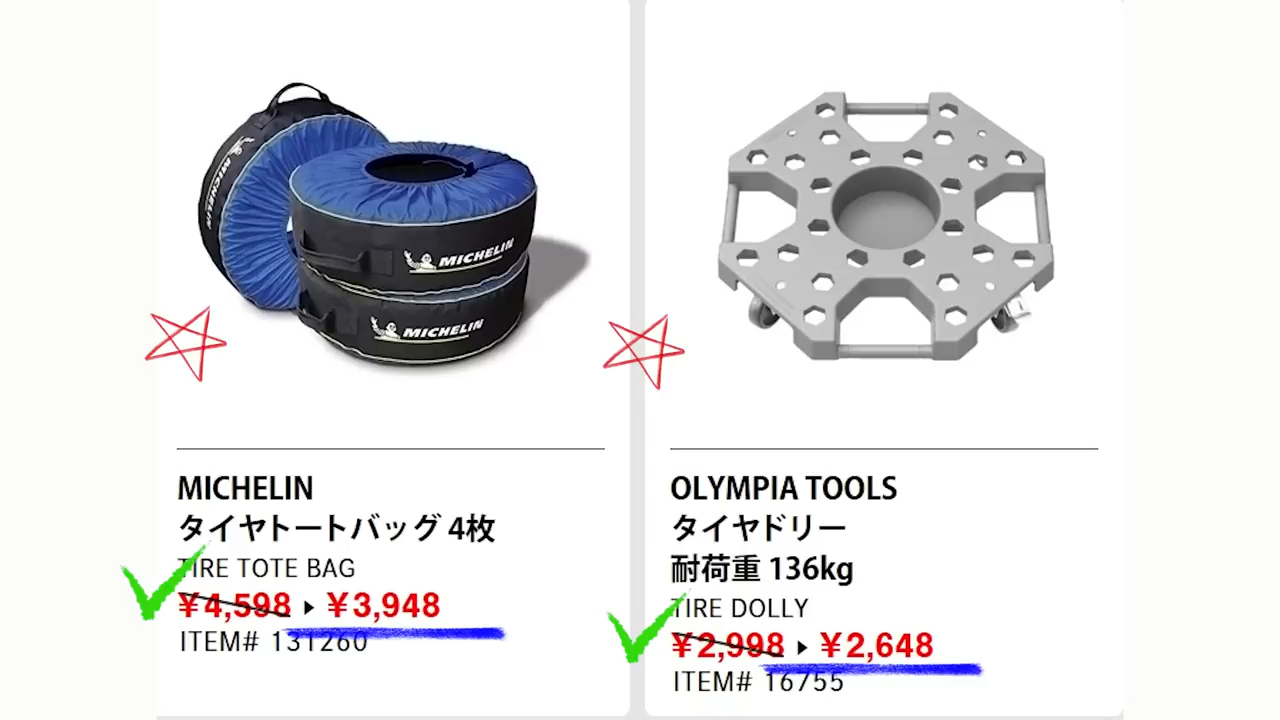 MICHELIN
MICHELIN
MICHELIN
MICHELIN
タイヤトートバッグ 4枚
TIRE TOTE BAG
¥4,598 ▶ ¥3,948
ITEM# 131260
OLYMPIA TOOLS
タイヤドリー
耐荷重 136kg
TIRE DOLLY
¥2,998 ▶ ¥2,648
ITEM# 16755